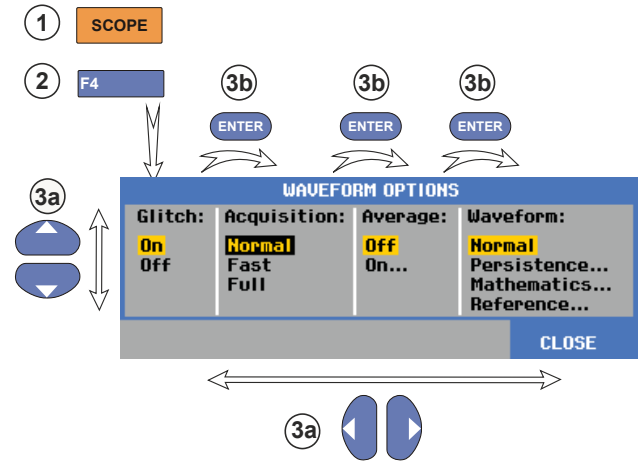 1 SCOPE
2 F4
3b 3b 3b
ENTER ENTER ENTER
3a
WAVEFORM OPTIONS
Glitch: Acquisition: Average: Waveform:
On Normal Off Normal
Off Fast On... Persistence...
Full Mathematics...
Reference...
CLOSE
3a